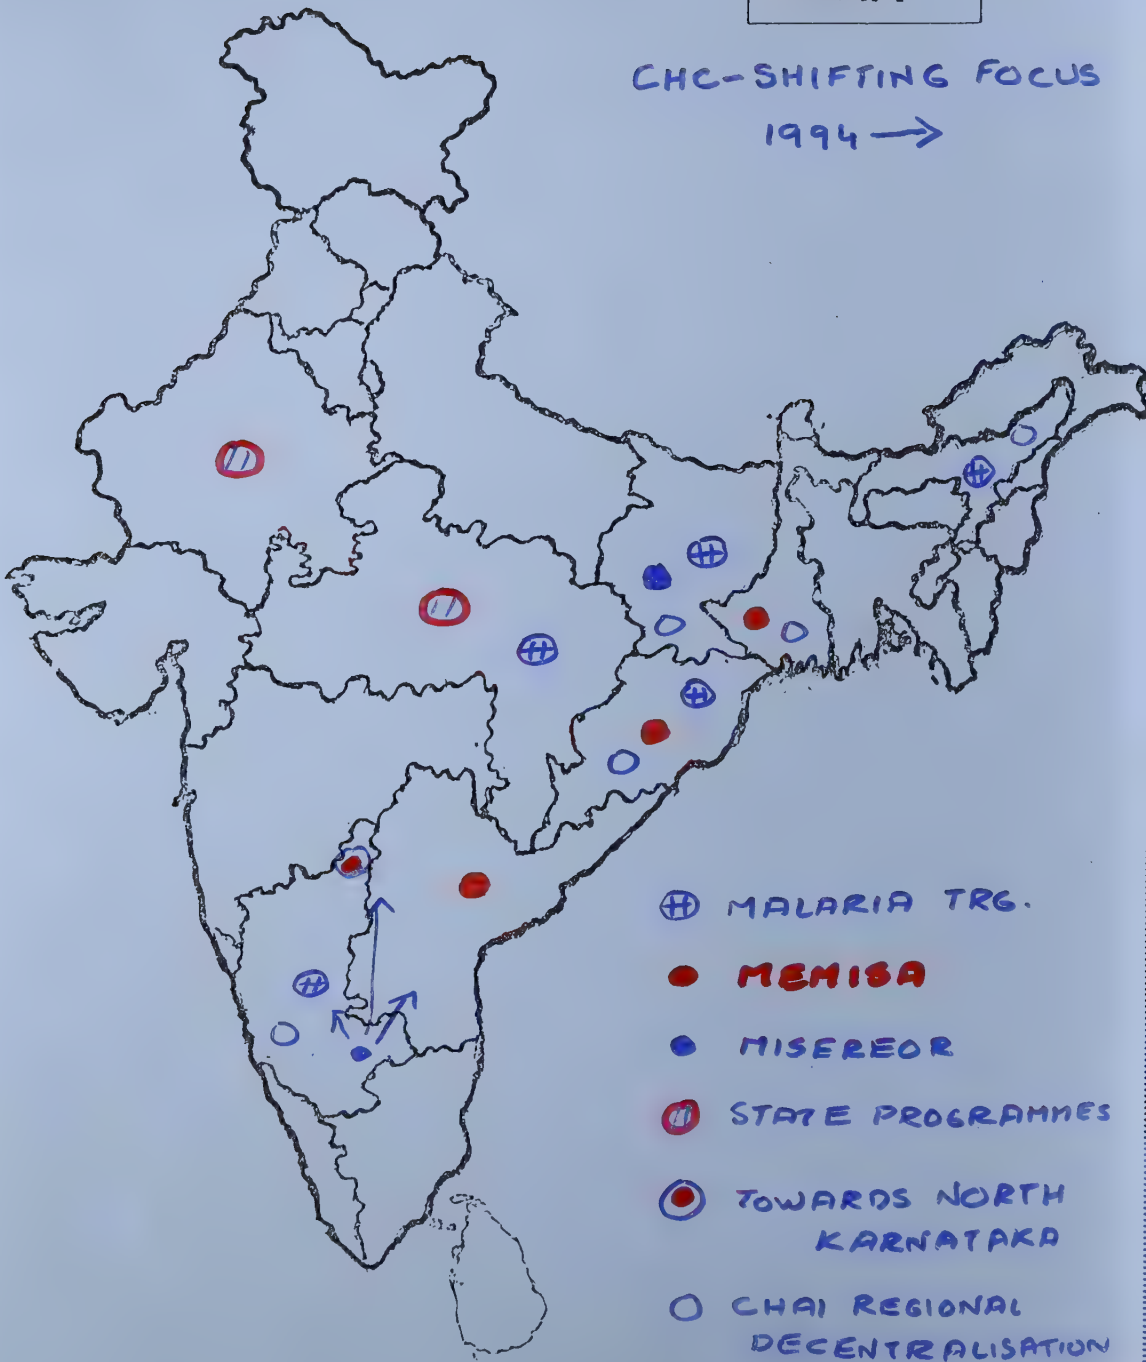 CHC-SHIFTING FOCUS
1994 →
MALARIA TRG.
MEMISA
MISEREOR
STATE PROGRAMMES
TOWARDS NORTH
KARNATAKA
CHAI REGIONAL
DECENTRALISATION